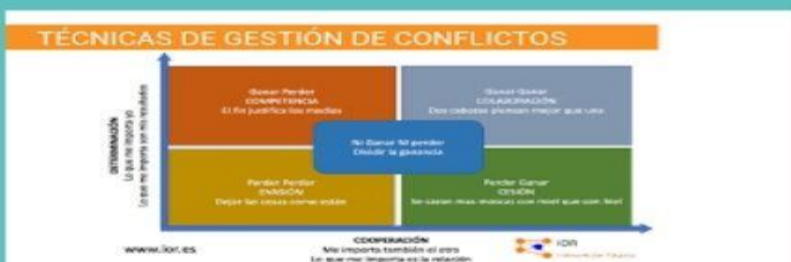 TÉCNICAS DE GESTIÓN DE CONFLICTOS
DETERMINACIÓN
Lo que me importa yo
Lo que me importa son mis resultados
Ganar Perder
COMPETENCIA
El fin justifica los medios
Ganar Ganar
COLABORACIÓN
Dos cabezas piensan mejor que una
Ni Ganar Ni perder
Dividir la ganancia
Perder Perder
EVASIÓN
Dejar las cosas como están
Perder Ganar
CESIÓN
Se cazan mas moscas con miel que con hiel
www.ior.es
COOPERACIÓN
Me importa también el otro
Lo que me importa es la relación
IOR